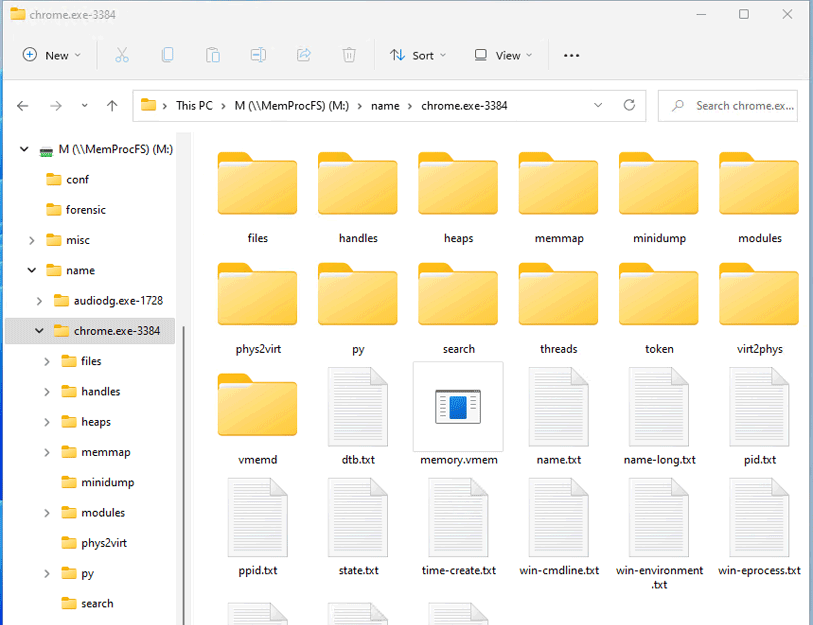 chrome.exe-3384
New
Sort
View
This PC > M (\\MemProcFS) (M:) > name > chrome.exe-3384
Search chrome.ex...
M (\\MemProcFS) (M:)
conf
forensic
misc
name
audiodg.exe-1728
chrome.exe-3384
files
handles
heaps
memmap
minidump
modules
phys2virt
py
search
files handles heaps memmap minidump modules
phys2virt py search threads token virt2phys
vmemd dtb.txt memory.vmem name.txt name-long.txt pid.txt
ppid.txt state.txt time-create.txt win-cmdline.txt win-environment win-eprocess.txt
.txt